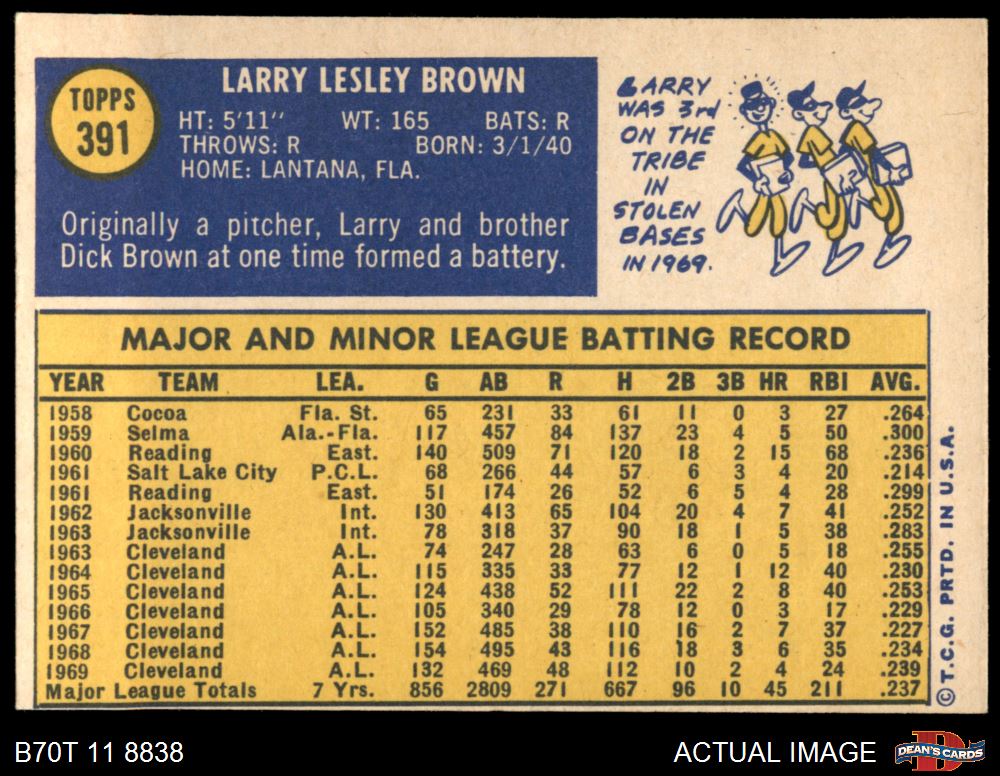 TOPPS
391
LARRY LESLEY BROWN
HT: 5'11" WT: 165 BATS: R
THROWS: R BORN: 3/1/40
HOME: LANTANA, FLA.
Originally a pitcher, Larry and brother
Dick Brown at one time formed a battery.
LARRY
WAS 3rd
ON THE
TRIBE
IN
STOLEN
BASES
IN 1969.
MAJOR AND MINOR LEAGUE BATTING RECORD
YEAR TEAM LEA. G AB R H 2B 3B HR RBI AVG.
1958 Cocoa Fla. St. 65 231 33 61 11 0 3 27 .264
1959 Selma Ala.-Fla. 117 457 84 137 23 4 5 50 .300
1960 Reading East. 140 509 71 120 18 2 15 68 .236
1961 Salt Lake City P.C.L. 68 266 44 57 6 3 4 20 .214
1961 Reading East. 51 174 26 52 6 5 4 28 .299
1962 Jacksonville Int. 130 413 65 104 20 4 7 41 .252
1963 Jacksonville Int. 78 318 37 90 18 1 5 38 .283
1963 Cleveland A.L. 74 247 28 63 6 0 5 18 .255
1964 Cleveland A.L. 115 335 33 77 12 1 12 40 .230
1965 Cleveland A.L. 124 438 52 111 22 2 8 40 .253
1966 Cleveland A.L. 105 340 29 78 12 0 3 17 .229
1967 Cleveland A.L. 152 485 38 110 16 2 7 37 .227
1968 Cleveland A.L. 154 495 43 116 18 3 6 35 .234
1969 Cleveland A.L. 132 469 48 112 10 2 4 24 .239
Major League Totals 7 Yrs. 856 2809 271 667 96 10 45 211 .237
© T.C.G. PRTD. IN U.S.A.
B70T 11 8838
ACTUAL IMAGE
DEAN'S CARDS